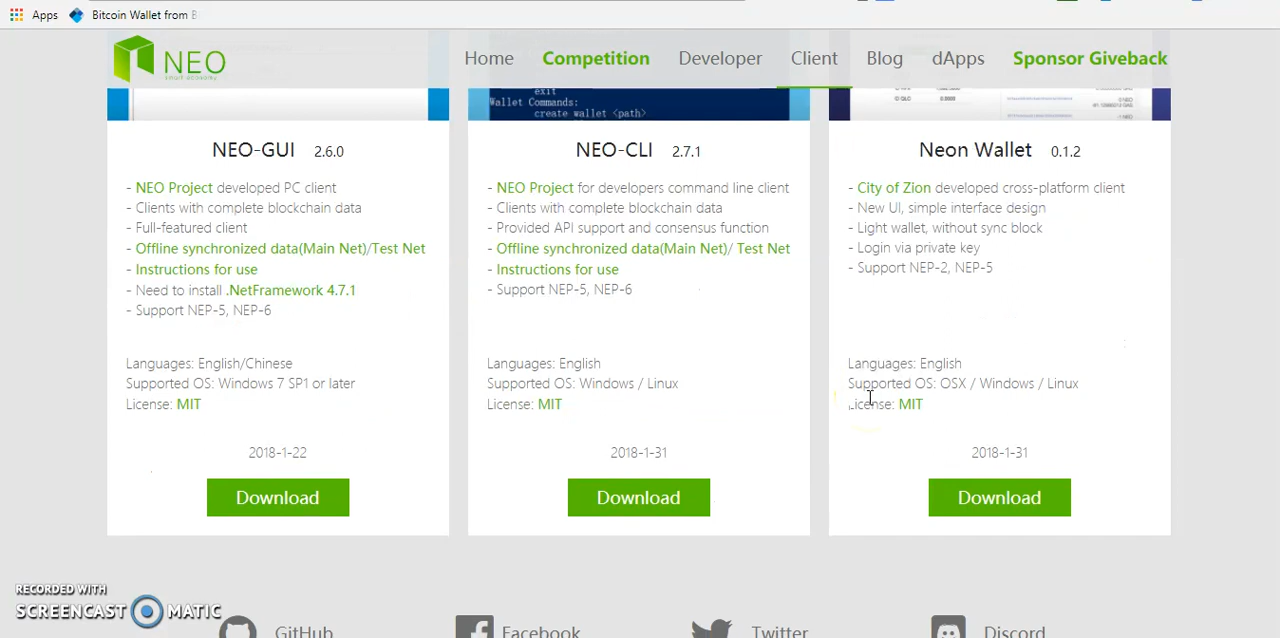 Apps Bitcoin Wallet from B
NEO
smart economy
Home Competition Developer Client Blog dApps Sponsor Giveback
exit
Wallet Commands:
create wallet <path>
NEO-GUI 2.6.0
- NEO Project developed PC client
- Clients with complete blockchain data
- Full-featured client
- Offline synchronized data(Main Net)/Test Net
- Instructions for use
- Need to install .NetFramework 4.7.1
- Support NEP-5, NEP-6
Languages: English/Chinese
Supported OS: Windows 7 SP1 or later
License: MIT
2018-1-22
Download
NEO-CLI 2.7.1
- NEO Project for developers command line client
- Clients with complete blockchain data
- Provided API support and consensus function
- Offline synchronized data(Main Net)/ Test Net
- Instructions for use
- Support NEP-5, NEP-6
Languages: English
Supported OS: Windows / Linux
License: MIT
2018-1-31
Download
Neon Wallet 0.1.2
- City of Zion developed cross-platform client
- New UI, simple interface design
- Light wallet, without sync block
- Login via private key
- Support NEP-2, NEP-5
Languages: English
Supported OS: OSX / Windows / Linux
License: MIT
2018-1-31
Download
RECORDED WITH
SCREENCAST MATIC
GitHub Facebook Twitter Discord